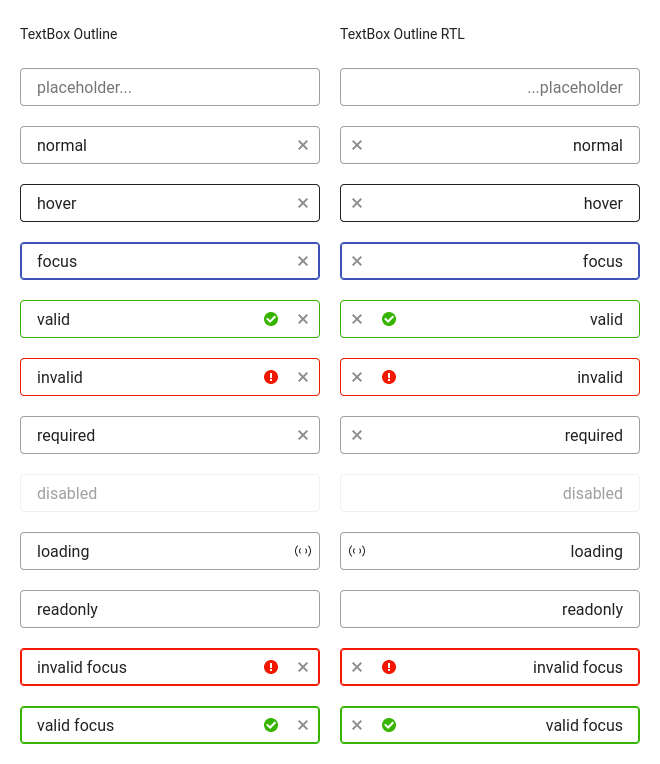 TextBox Outline
placeholder...
normal
hover
focus
valid
invalid
required
disabled
loading
readonly
invalid focus
valid focus
TextBox Outline RTL
...placeholder
normal
hover
focus
valid
invalid
required
disabled
loading
readonly
invalid focus
valid focus